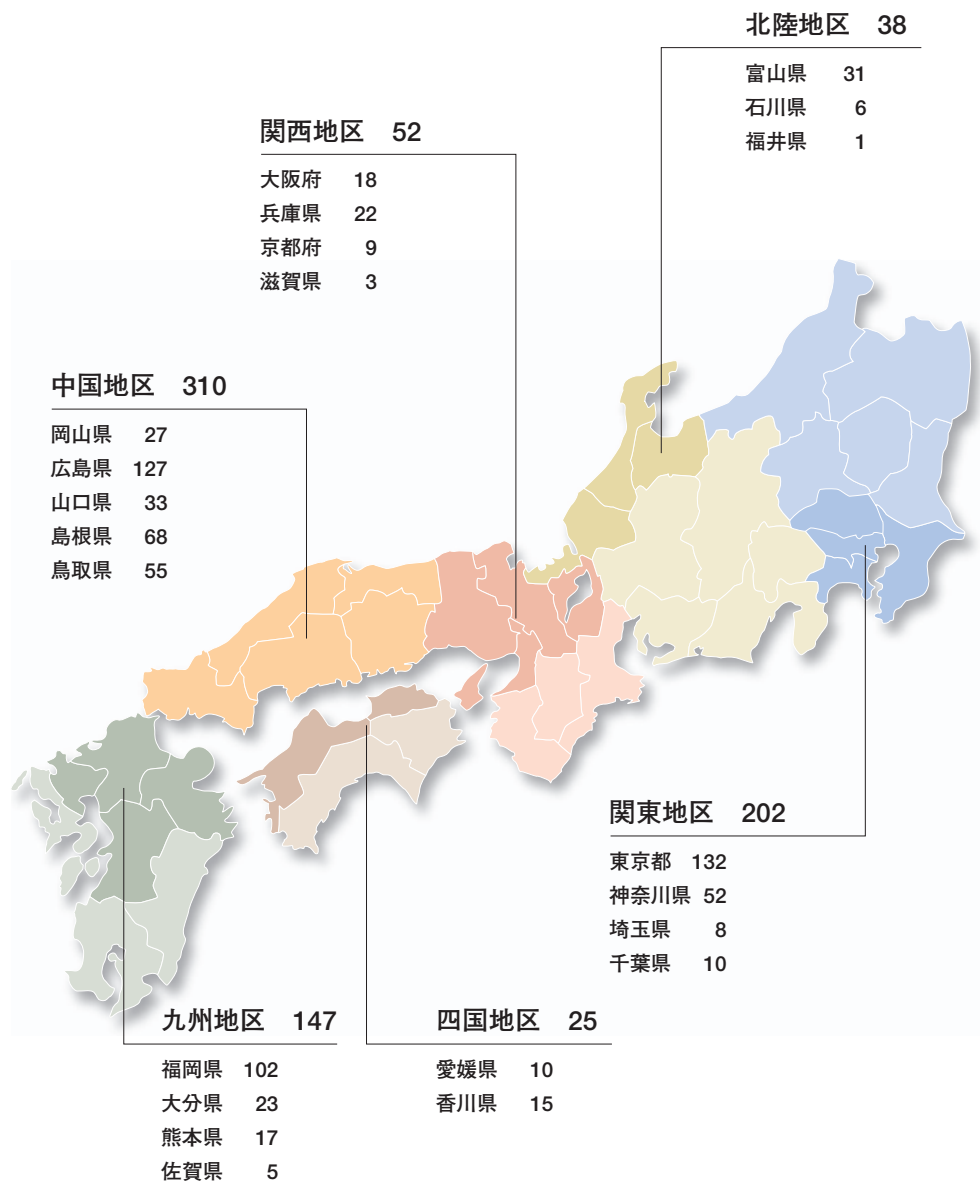 北陸地区 38
富山県 31
石川県 6
福井県 1
関西地区 52
大阪府 18
兵庫県 22
京都府 9
滋賀県 3
中国地区 310
岡山県 27
広島県 127
山口県 33
島根県 68
鳥取県 55
関東地区 202
東京都 132
神奈川県 52
埼玉県 8
千葉県 10
九州地区 147
福岡県 102
大分県 23
熊本県 17
佐賀県 5
四国地区 25
愛媛県 10
香川県 15